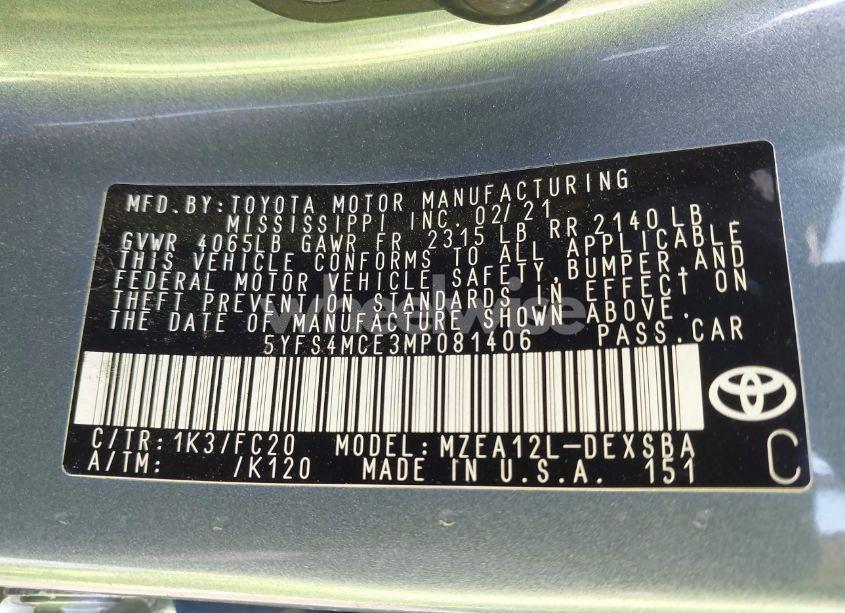 MFD. BY: TOYOTA MOTOR MANUFACTURING
MISSISSIPPI INC. 02/21
GVWR 4065LB GAWR FR 2315 LB RR 2140 LB
THIS VEHICLE CONFORMS TO ALL APPLICABLE
FEDERAL MOTOR VEHICLE SAFETY, BUMPER, AND
THEFT PREVENTION STANDARDS IN EFFECT ON
THE DATE OF MANUFACTURE SHOWN ABOVE.
5YFS4MCE3MP081406 PASS. CAR
C/TR: 1K3/FC20 MODEL: MZEA12L-DEXSBA
A/TM: /K120 MADE IN U.S.A. 151
C
wheelwise